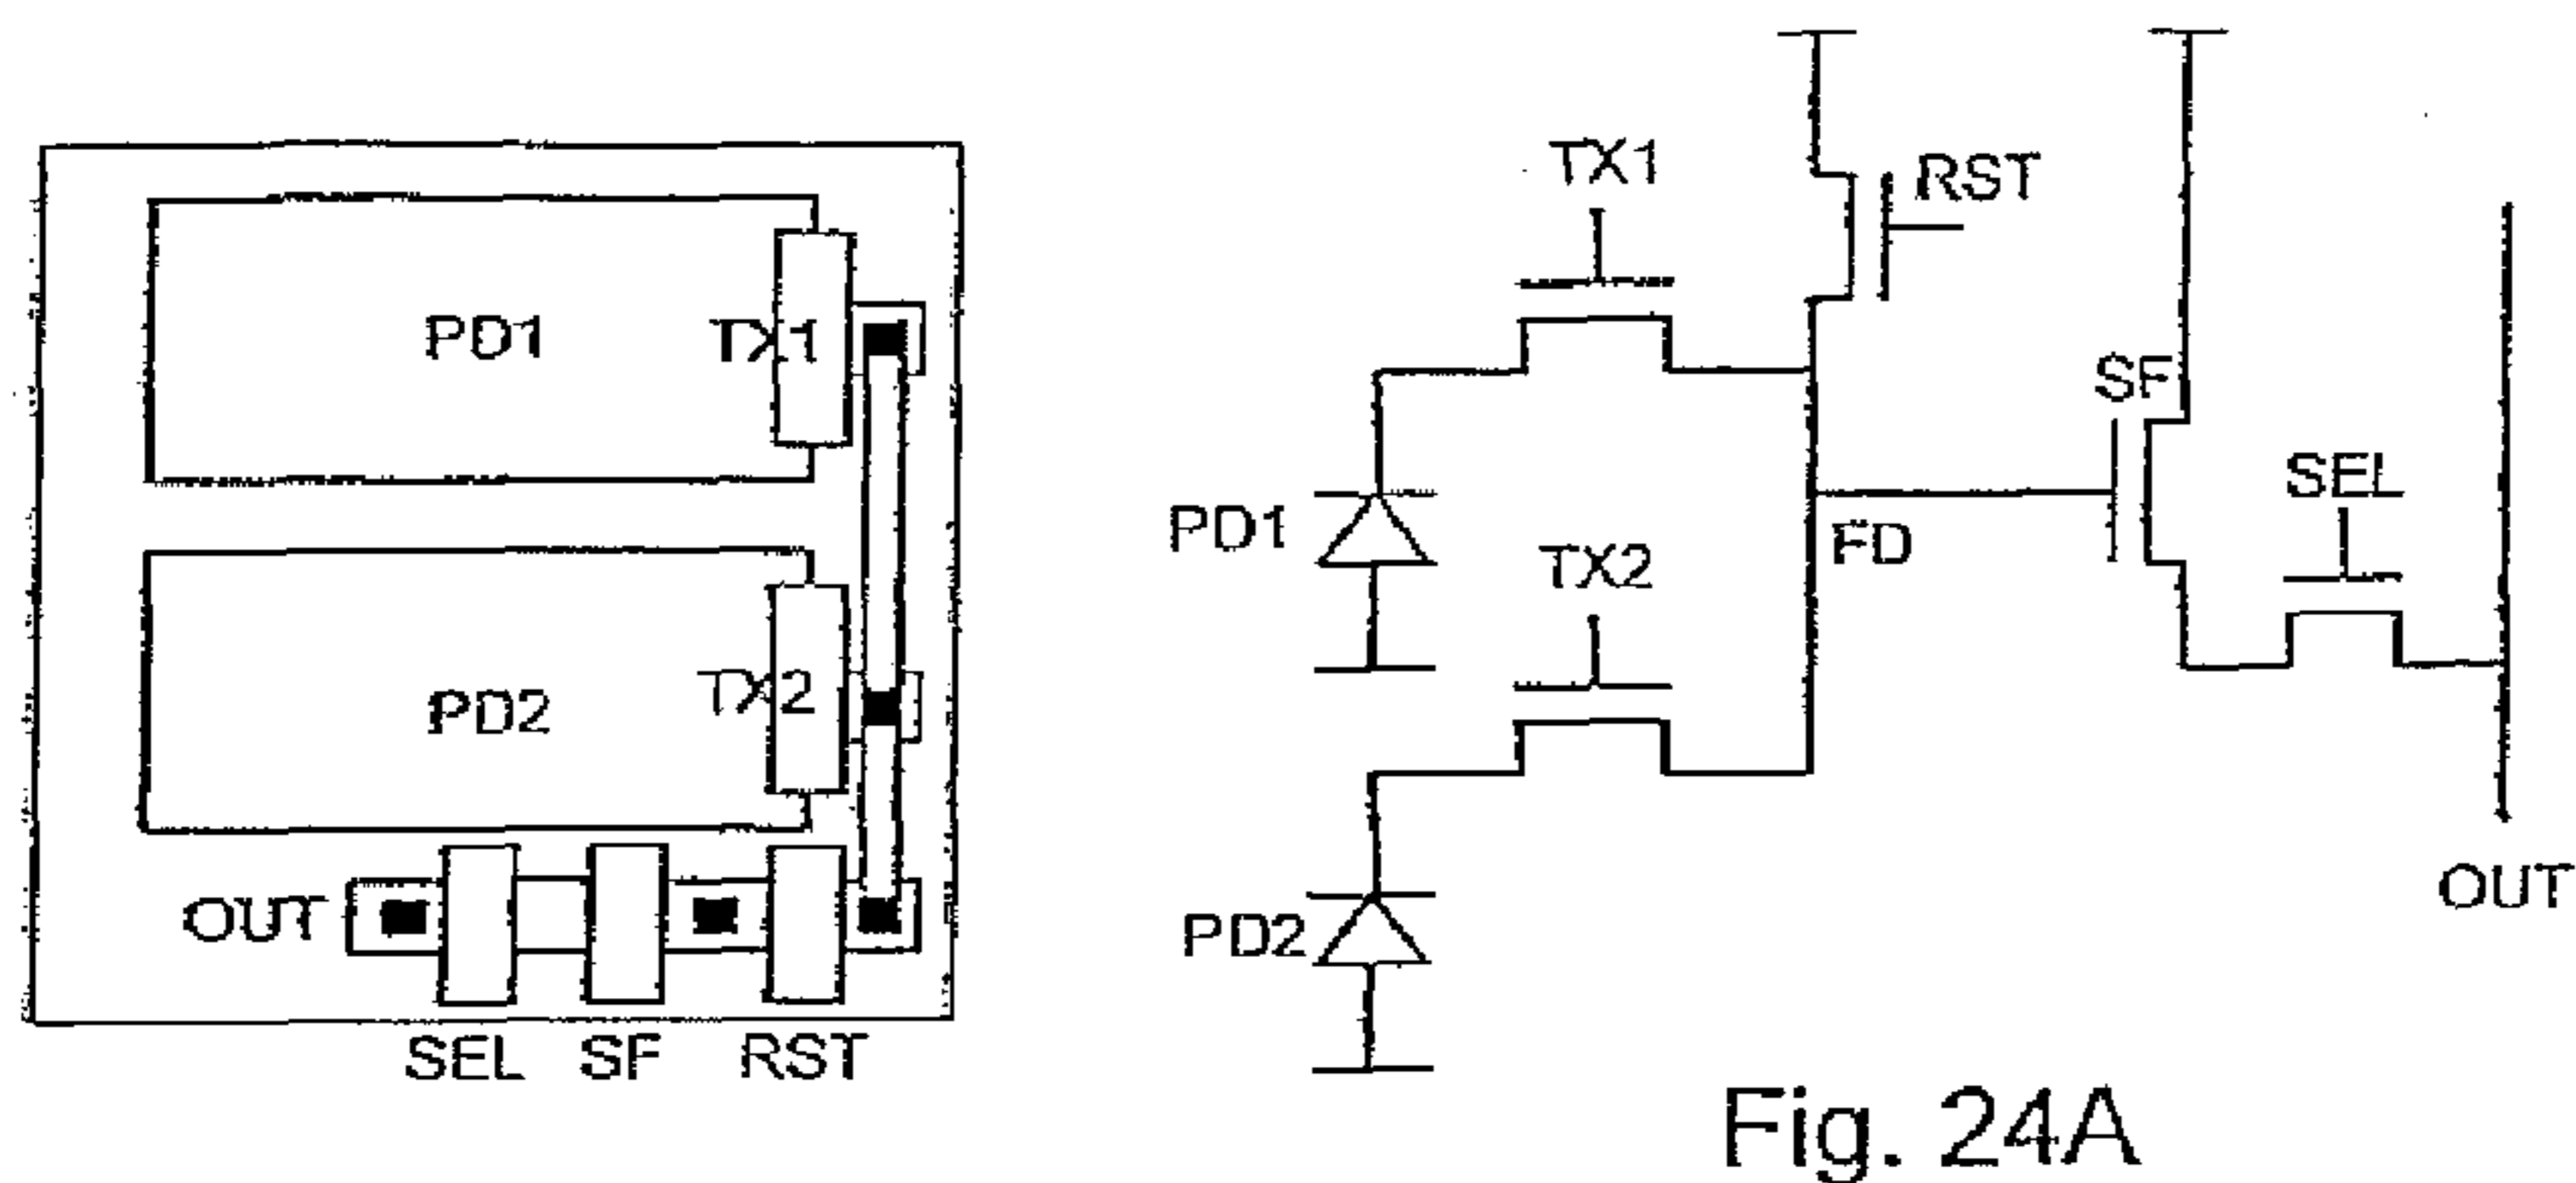 PD1
TX1
PD2
TX2
OUT
SEL
SF
RST
TX1
RST
SF
SEL
PD1
FD
TX2
PD2
OUT
Fig. 24A